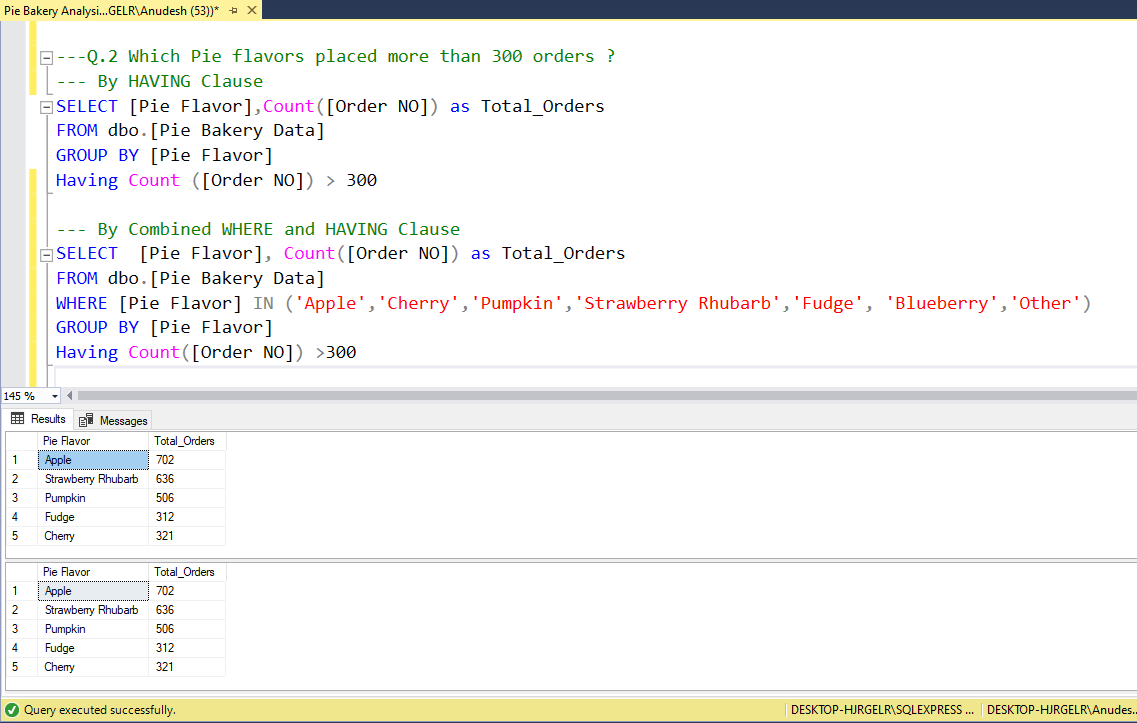 Pie Bakery Analysi...GELR\Anudesh (53))*
---Q.2 Which Pie flavors placed more than 300 orders ?
--- By HAVING Clause
SELECT [Pie Flavor],Count([Order NO]) as Total_Orders
FROM dbo.[Pie Bakery Data]
GROUP BY [Pie Flavor]
Having Count ([Order NO]) > 300
--- By Combined WHERE and HAVING Clause
SELECT  [Pie Flavor], Count([Order NO]) as Total_Orders
FROM dbo.[Pie Bakery Data]
WHERE [Pie Flavor] IN ('Apple','Cherry','Pumpkin','Strawberry Rhubarb','Fudge', 'Blueberry','Other')
GROUP BY [Pie Flavor]
Having Count([Order NO]) >300
145 %
Results Messages
Pie Flavor Total_Orders
1 Apple 702
2 Strawberry Rhubarb 636
3 Pumpkin 506
4 Fudge 312
5 Cherry 321
Pie Flavor Total_Orders
1 Apple 702
2 Strawberry Rhubarb 636
3 Pumpkin 506
4 Fudge 312
5 Cherry 321
Query executed successfully. DESKTOP-HJRGELR\SQLEXPRESS ... DESKTOP-HJRGELR\Anudes...